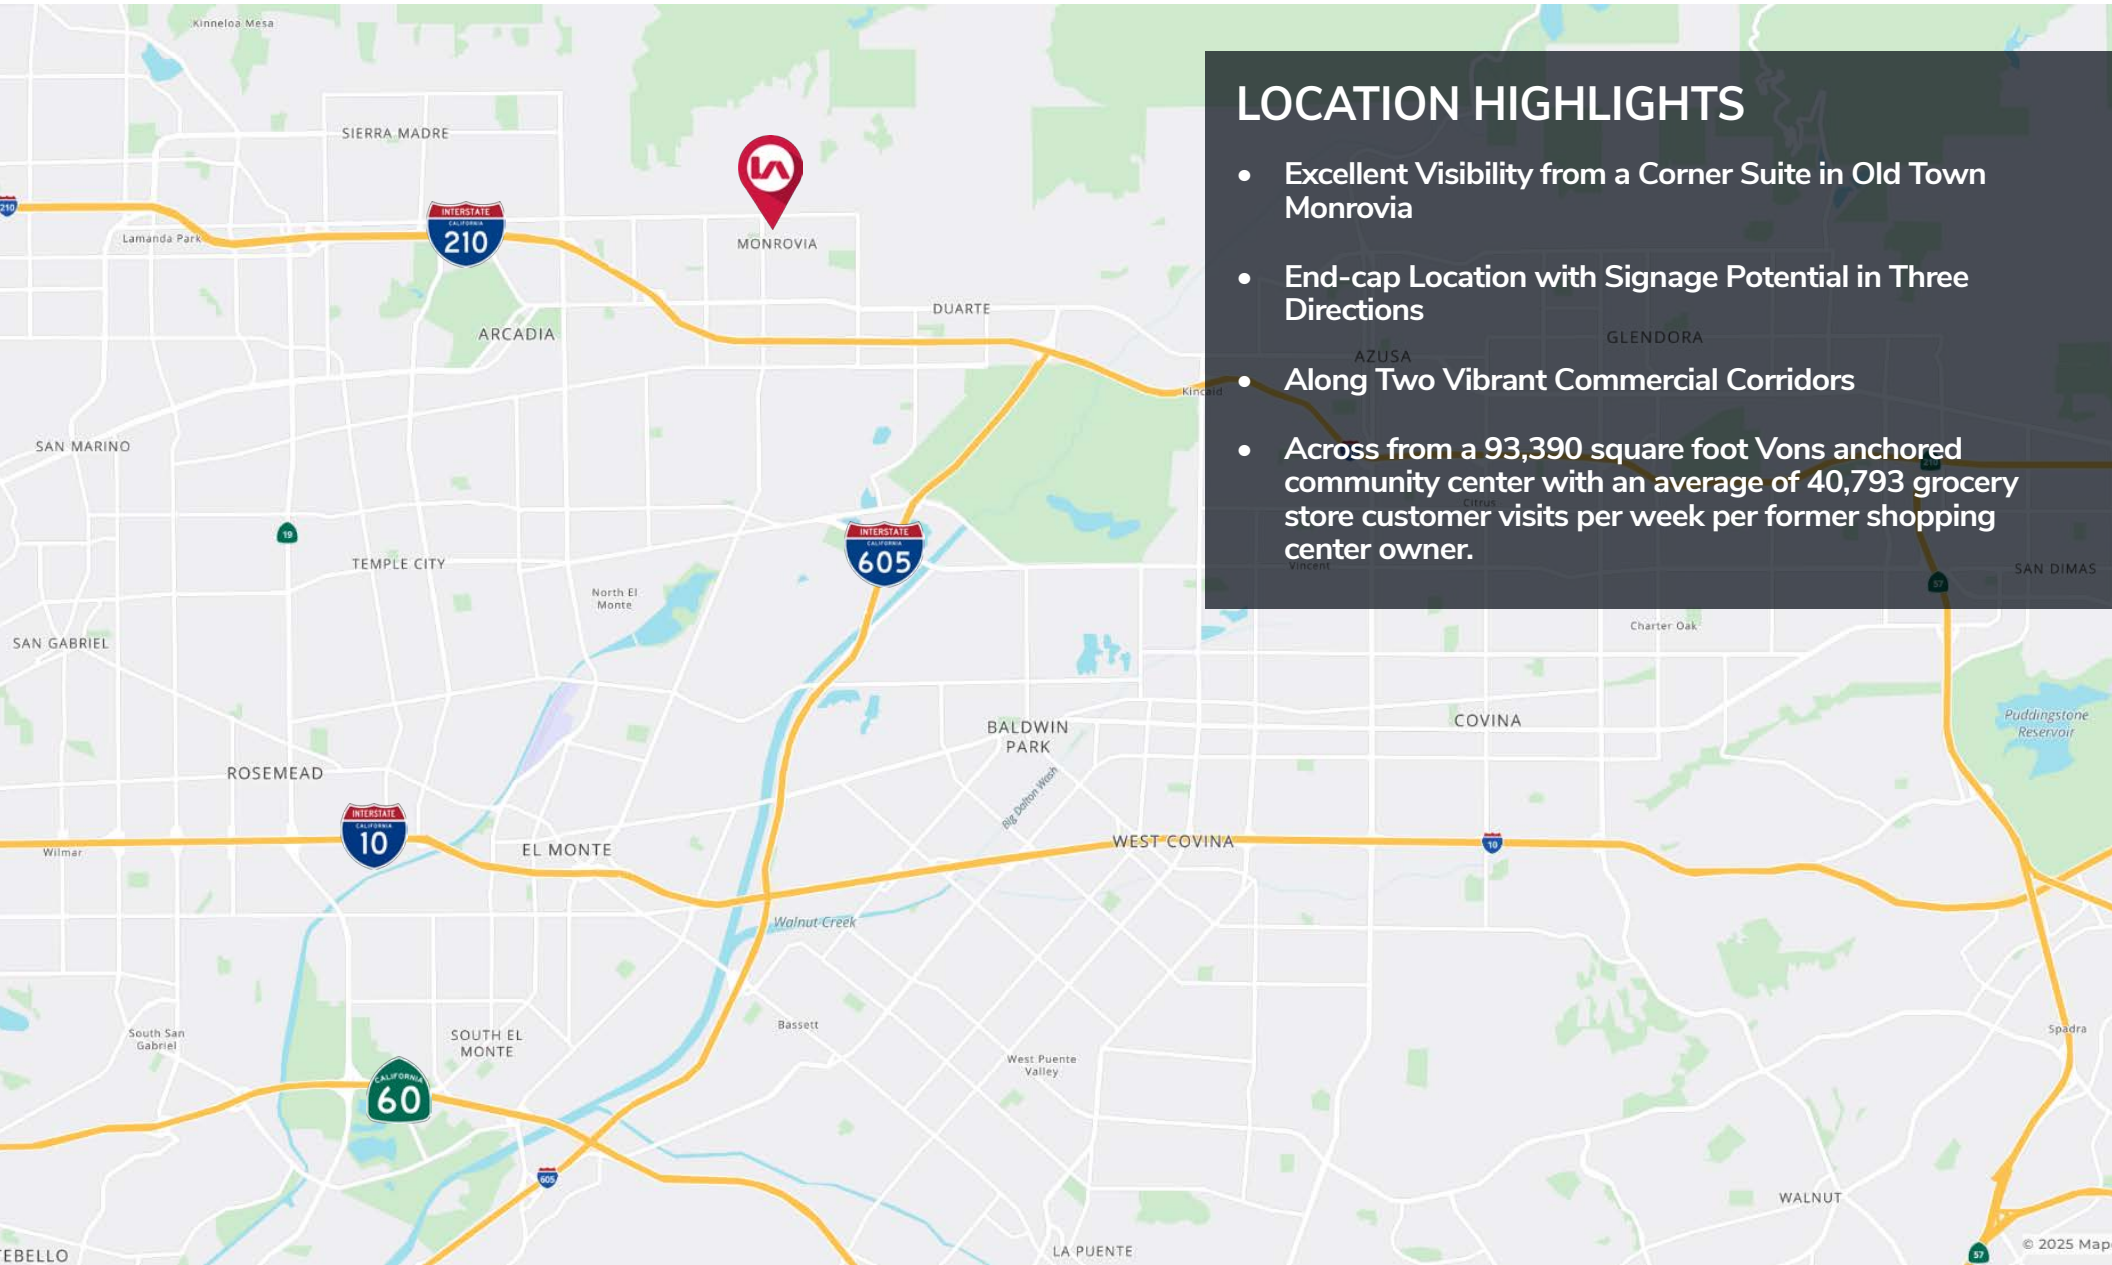 Kinneloa Mesa
SIERRA MADRE
210
INTERSTATE
CALIFORNIA
210
Lamanda Park
MONROVIA
DUARTE
ARCADIA
LOCATION HIGHLIGHTS
• Excellent Visibility from a Corner Suite in Old Town
Monrovia
• End-cap Location with Signage Potential in Three
Directions
• Along Two Vibrant Commercial Corridors
• Across from a 93,390 square foot Vons anchored
community center with an average of 40,793 grocery
store customer visits per week per former shopping
center owner.
GLENDORA
AZUSA
Kincaid
210
Citrus
Vincent
57
SAN DIMAS
SAN MARINO
19
TEMPLE CITY
INTERSTATE
CALIFORNIA
605
North El
Monte
SAN GABRIEL
Charter Oak
BALDWIN
PARK
COVINA
Puddingstone
Reservoir
ROSEMEAD
Big Dalton Wash
INTERSTATE
CALIFORNIA
10
Wilmar
EL MONTE
WEST COVINA
10
Walnut Creek
South San
Gabriel
SOUTH EL
MONTE
Bassett
West Puente
Valley
Spadra
CALIFORNIA
60
605
WALNUT
TEBELLO
LA PUENTE
57
© 2025 Map